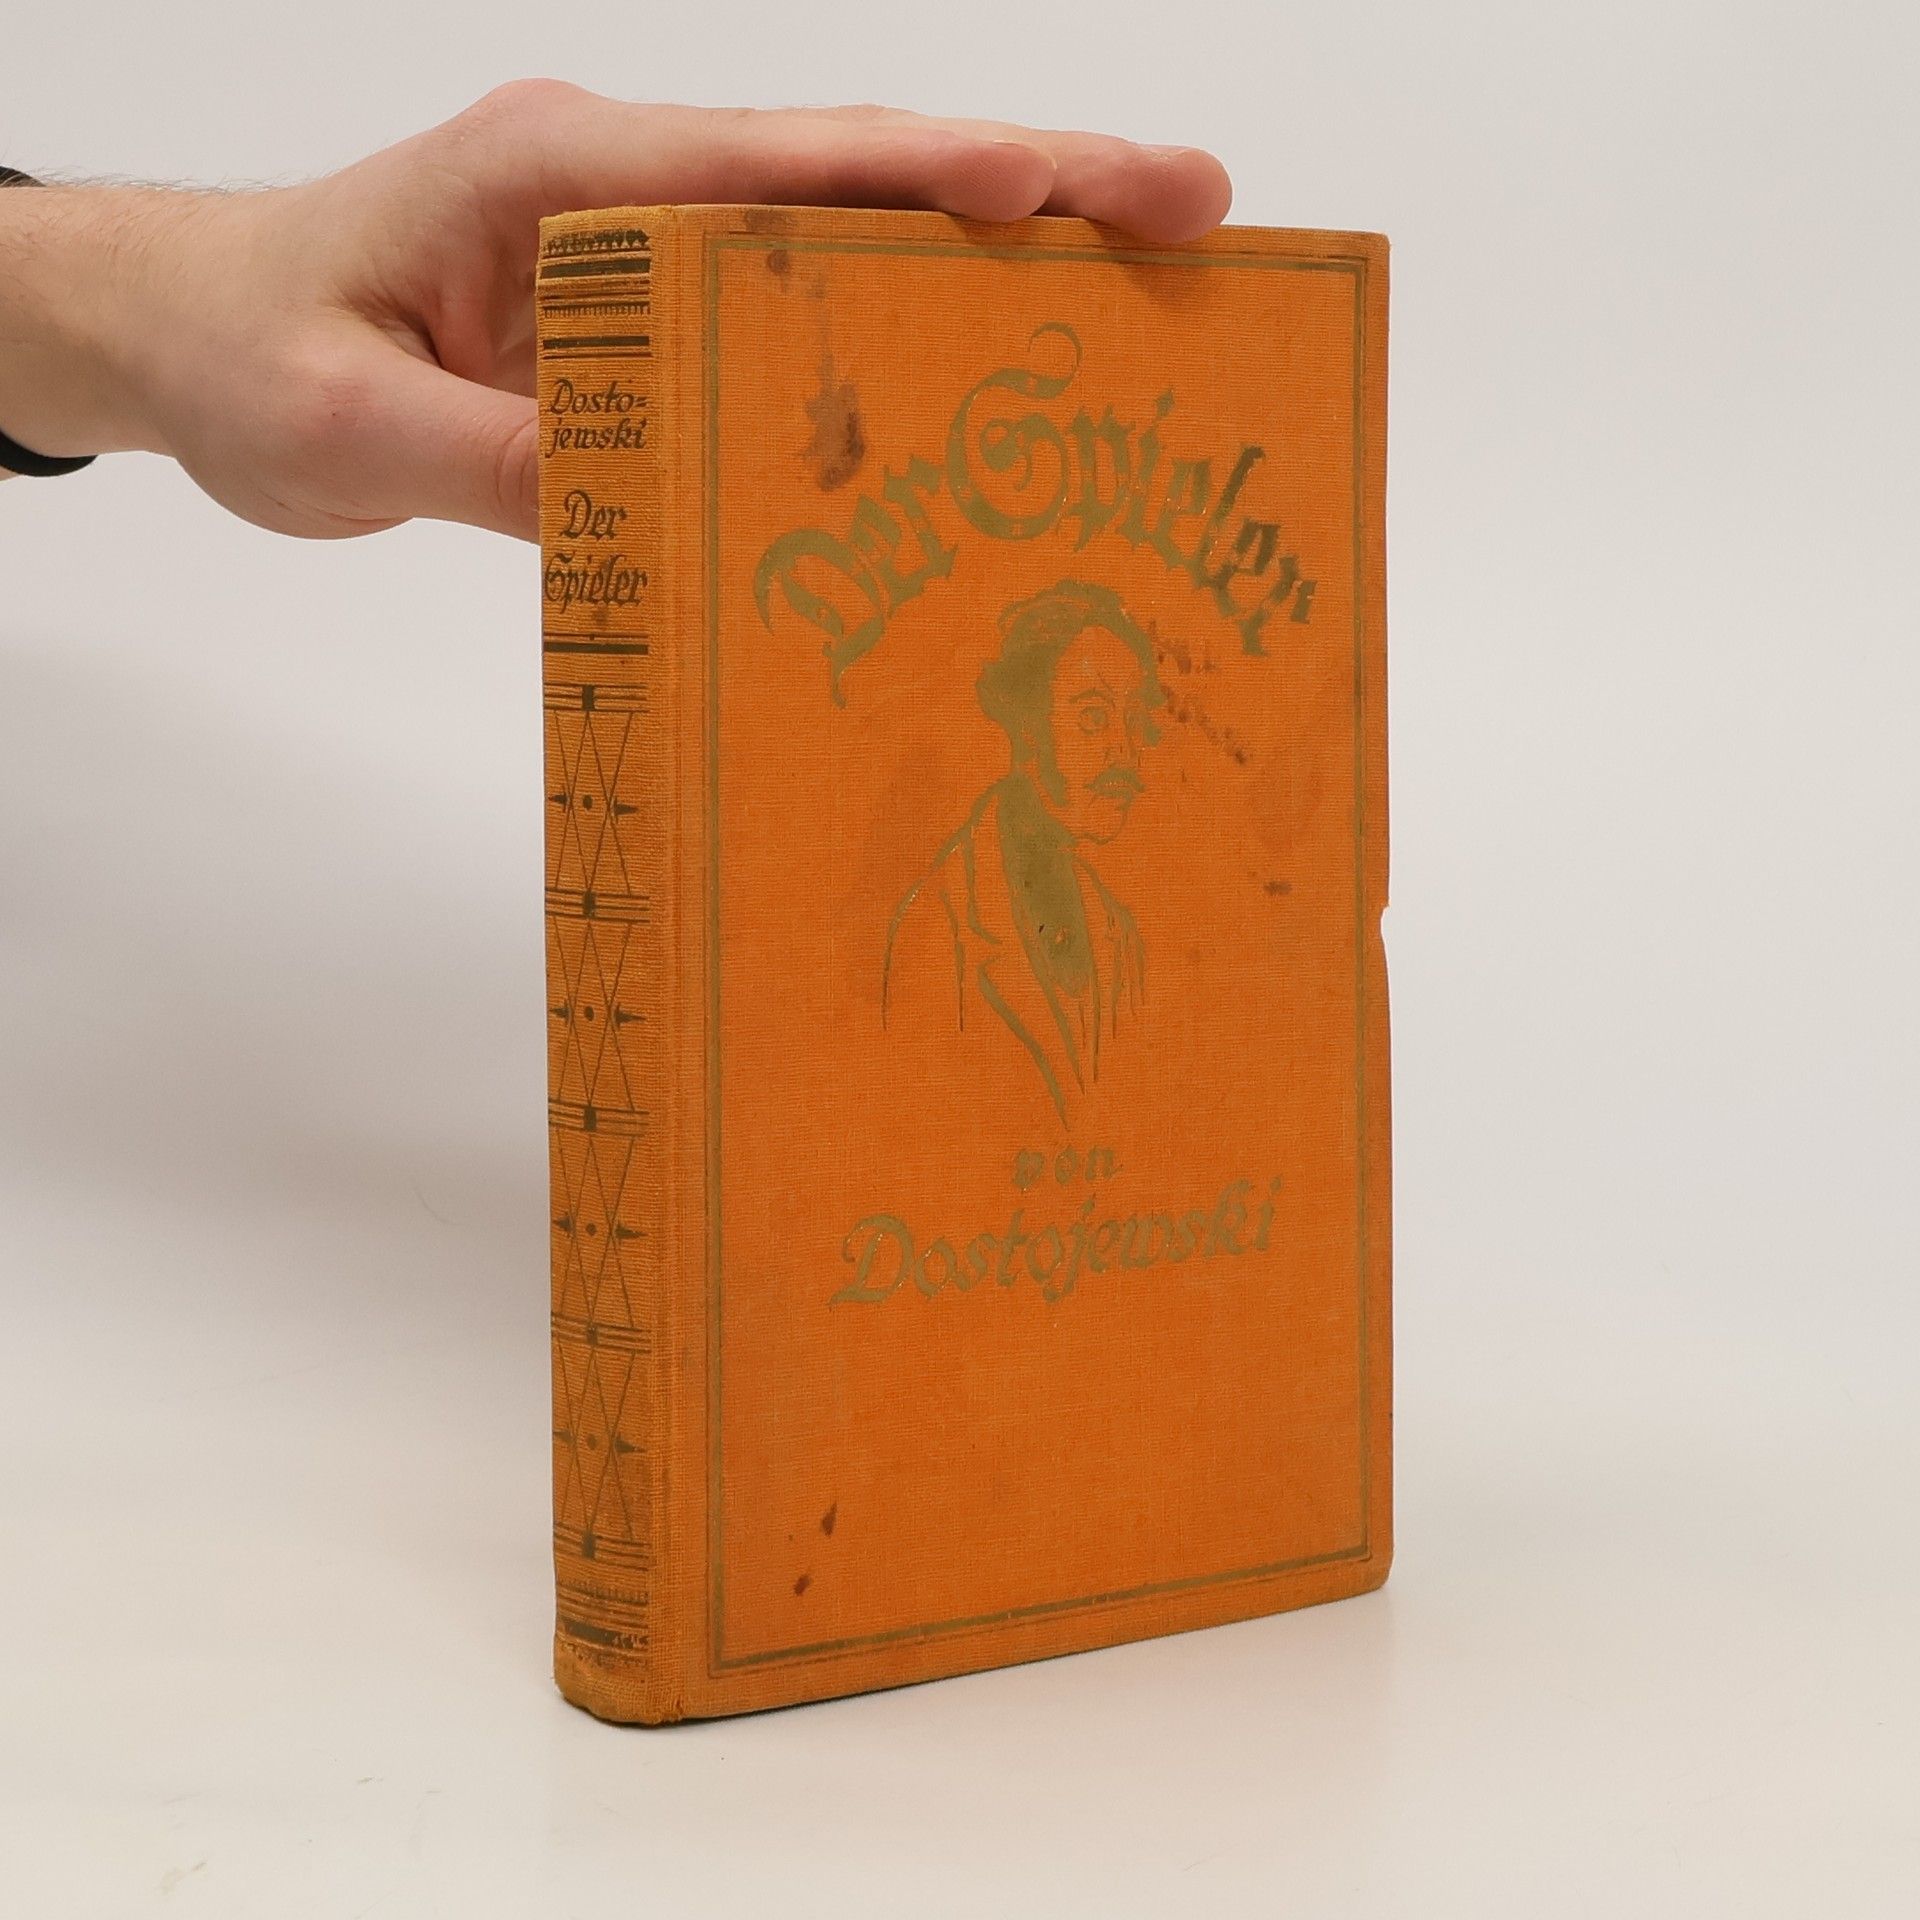 Dosto-
jewski
Der
Spieler
Der Spieler
von
Dostojewski